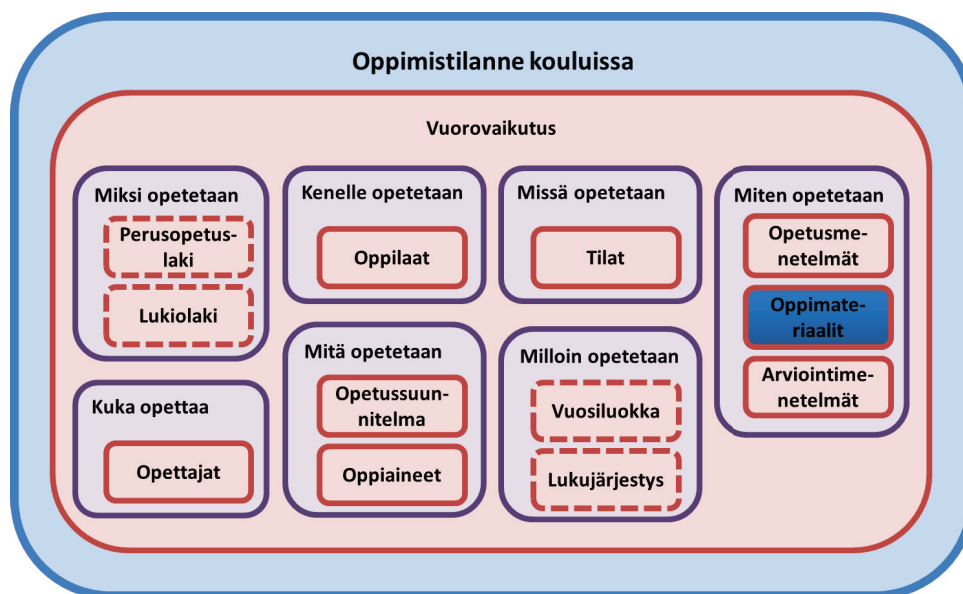 Oppimistilanne kouluissa
Vuorovaikutus
Miksi opetetaan
Perusopetus-
laki
Lukiolaki
Kuka opettaa
Opettajat
Kenelle opetetaan
Oppilaat
Mitä opetetaan
Opetussuun-
nitelma
Oppiaineet
Missä opetetaan
Tilat
Milloin opetetaan
Vuosiluokka
Lukujärjestys
Miten opetetaan
Opetusme-
netelmät
Oppimate-
riaalit
Arviointime-
netelmät